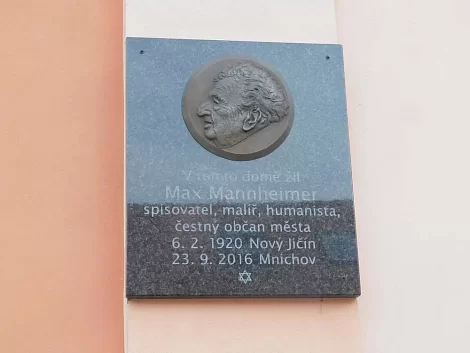 V tomto domě žil
Max Mannheimer
spisovatel, malíř, humanista,
čestný občan města
6. 2. 1920 Nový Jičín
23. 9. 2016 Mnichov